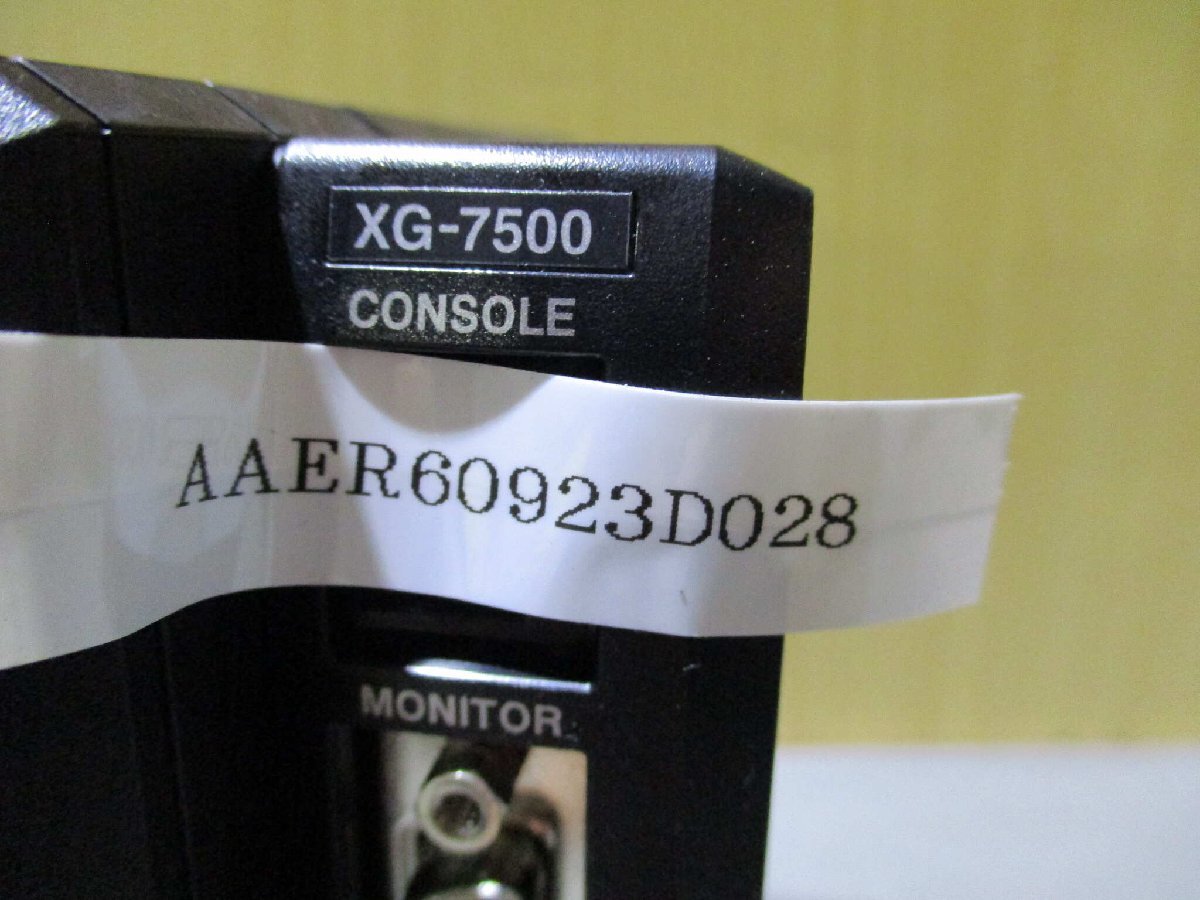 XG-7500
CONSOLE
AAER60923D028
MONITOR